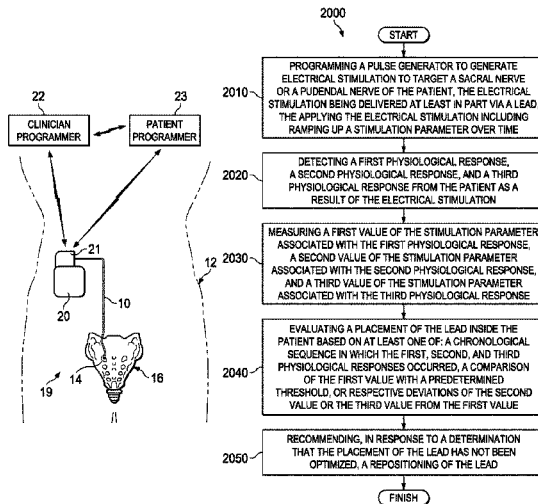 22
CLINICIAN
PROGRAMMER
23
PATIENT
PROGRAMMER
21
12
20
10
14
16
19
2000
START
2010
PROGRAMMING A PULSE GENERATOR TO GENERATE
ELECTRICAL STIMULATION TO TARGET A SACRAL NERVE
OR A PUDENDAL NERVE OF THE PATIENT, THE ELECTRICAL
STIMULATION BEING DELIVERED AT LEAST IN PART VIA A LEAD,
THE APPLYING THE ELECTRICAL STIMULATION INCLUDING
RAMPING UP A STIMULATION PARAMETER OVER TIME
2020
DETECTING A FIRST PHYSIOLOGICAL RESPONSE,
A SECOND PHYSIOLOGICAL RESPONSE, AND A THIRD
PHYSIOLOGICAL RESPONSE FROM THE PATIENT AS A
RESULT OF THE ELECTRICAL STIMULATION
2030
MEASURING A FIRST VALUE OF THE STIMULATION PARAMETER
ASSOCIATED WITH THE FIRST PHYSIOLOGICAL RESPONSE,
A SECOND VALUE OF THE STIMULATION PARAMETER
ASSOCIATED WITH THE SECOND PHYSIOLOGICAL RESPONSE,
AND A THIRD VALUE OF THE STIMULATION PARAMETER
ASSOCIATED WITH THE THIRD PHYSIOLOGICAL RESPONSE
2040
EVALUATING A PLACEMENT OF THE LEAD INSIDE THE
PATIENT BASED ON AT LEAST ONE OF: A CHRONOLOGICAL
SEQUENCE IN WHICH THE FIRST, SECOND, AND THIRD
PHYSIOLOGICAL RESPONSES OCCURRED, A COMPARISON
OF THE FIRST VALUE WITH A PREDETERMINED
THRESHOLD, OR RESPECTIVE DEVIATIONS OF THE SECOND
VALUE OR THE THIRD VALUE FROM THE FIRST VALUE
2050
RECOMMENDING, IN RESPONSE TO A DETERMINATION
THAT THE PLACEMENT OF THE LEAD HAS NOT BEEN
OPTIMIZED, A REPOSITIONING OF THE LEAD
FINISH